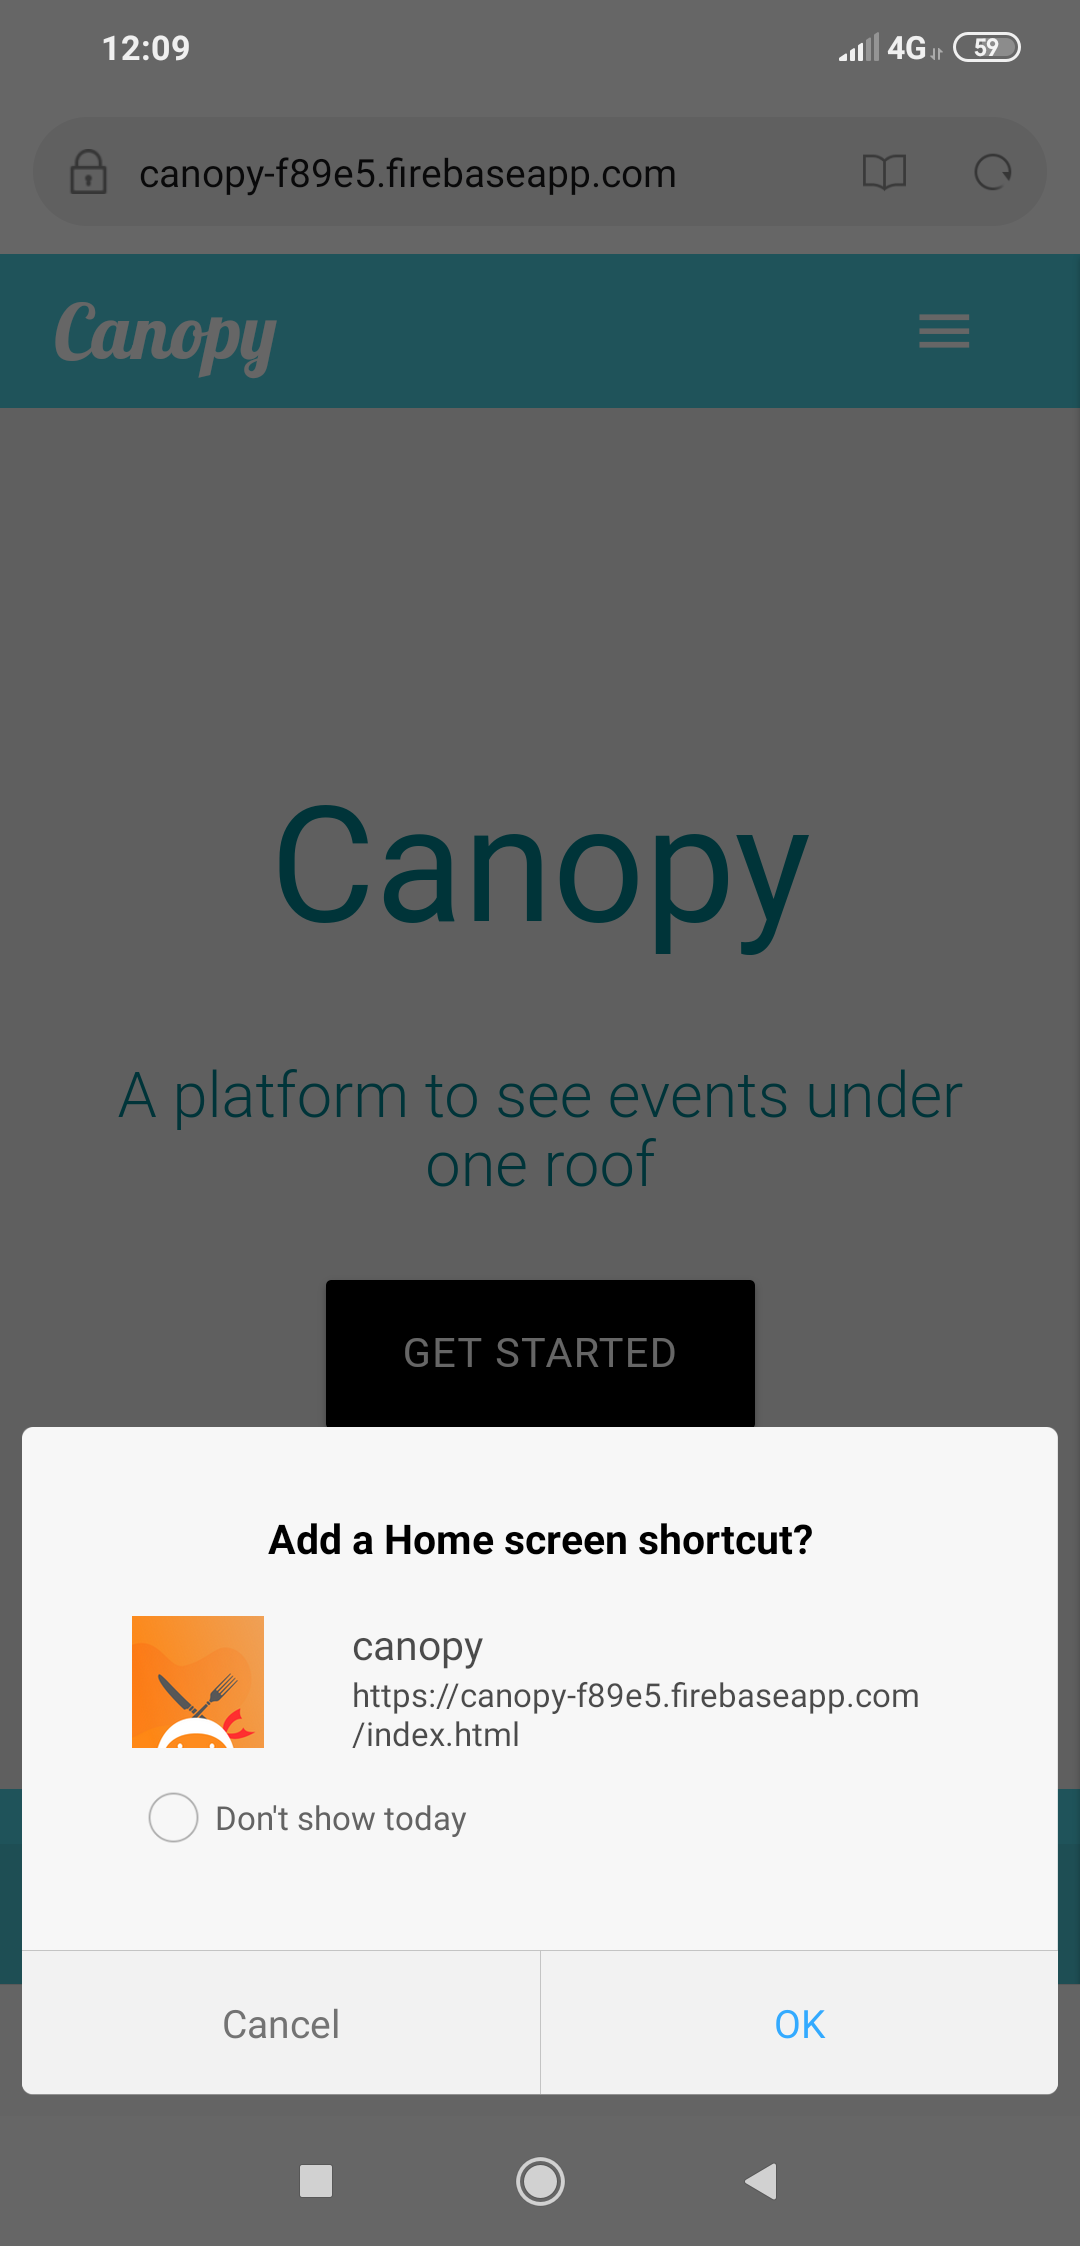 12:09
4G
59
canopy-f89e5.firebaseapp.com
Canopy
Canopy
A platform to see events under
one roof
GET STARTED
Add a Home screen shortcut?
canopy
https://canopy-f89e5.firebaseapp.com
/index.html
Don't show today
Cancel
OK